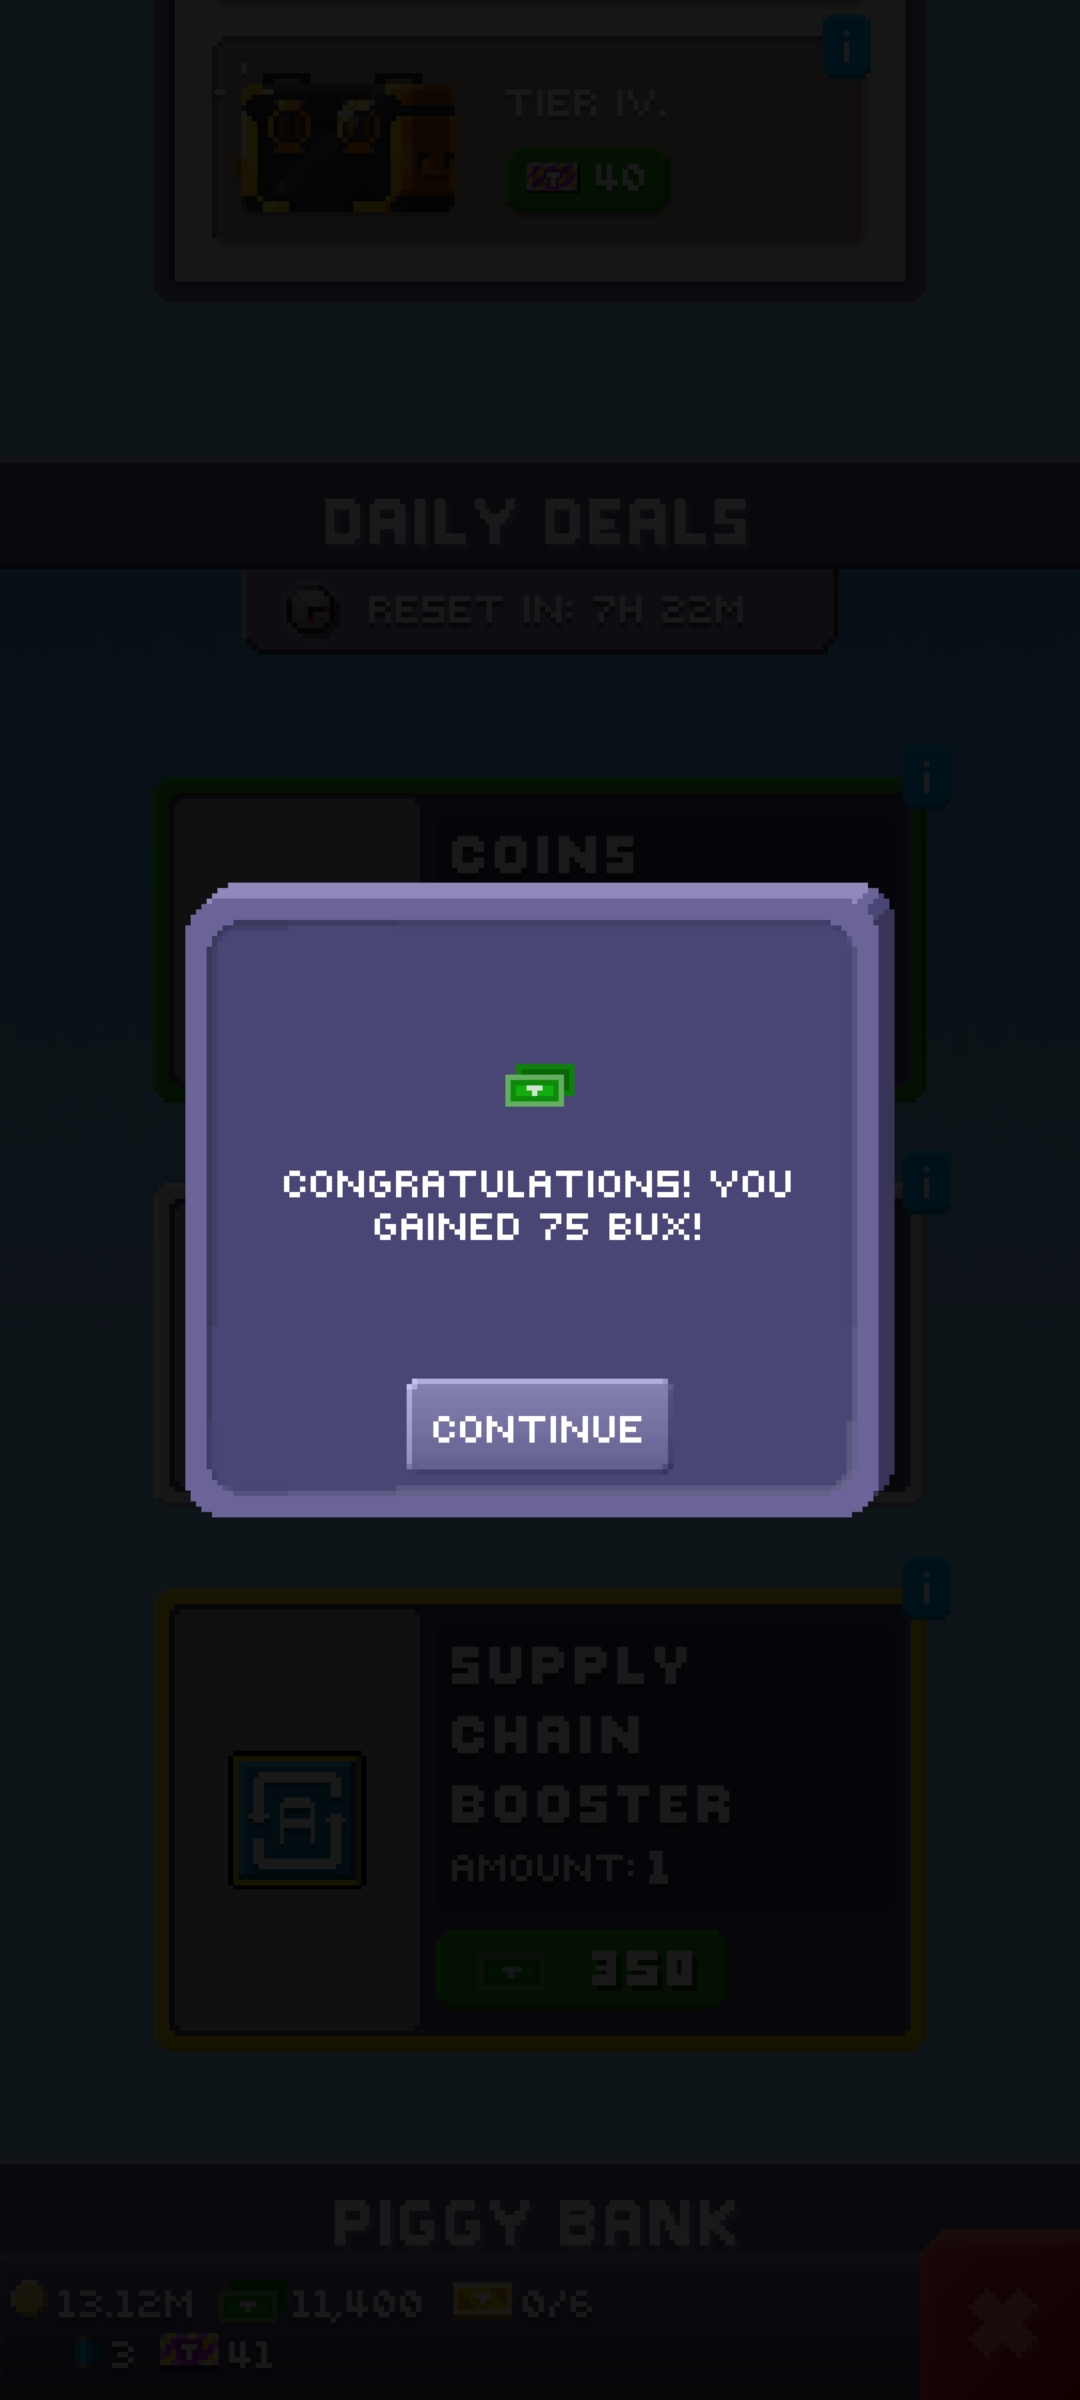 i
TIER IV.
T 40
DAILY DEALS
RESET IN: 7H 22M
i
COINS
i
CONGRATULATIONS! YOU
GAINED 75 BUX!
CONTINUE
i
SUPPLY
CHAIN
BOOSTER
AMOUNT: 1
A
350
PIGGY BANK
13.12M 11,400 0/6
3 T 41